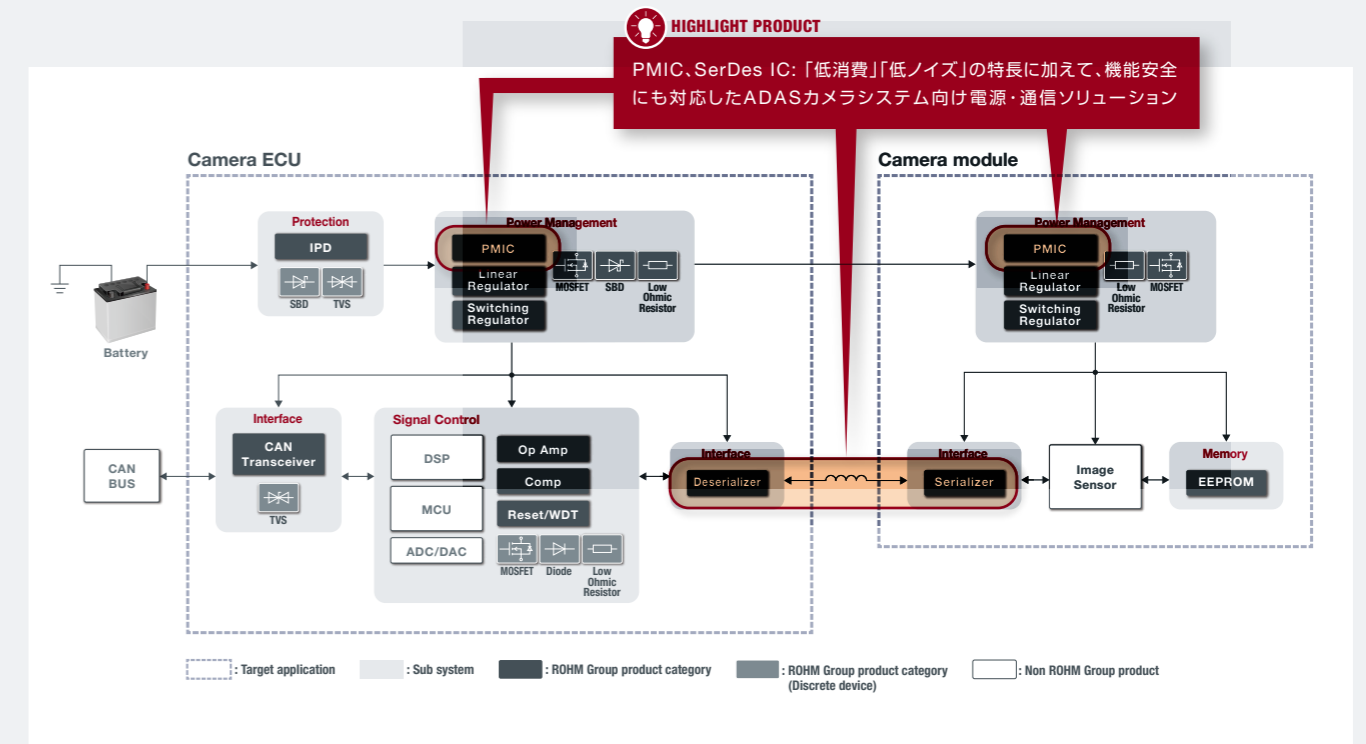 HIGHLIGHT PRODUCT
PMIC、SerDes IC: 「低消費」「低ノイズ」の特長に加えて、機能安全
にも対応したADASカメラシステム向け電源・通信ソリューション
Camera ECU
Camera module
Protection
IPD
SBD
TVS
Power Management
PMIC
Linear
Regulator
Switching
Regulator
MOSFET
SBD
Low
Ohmic
Resistor
Power Management
PMIC
Linear
Regulator
Switching
Regulator
Low
Ohmic
Resistor
MOSFET
Battery
CAN
BUS
Interface
CAN
Transceiver
TVS
Signal Control
DSP
MCU
ADC/DAC
Op Amp
Comp
Reset/WDT
MOSFET
Diode
Low
Ohmic
Resistor
Interface
Deserializer
Interface
Serializer
Image
Sensor
Memory
EEPROM
: Target application
: Sub system
: ROHM Group product category
: ROHM Group product category
(Discrete device)
: Non ROHM Group product